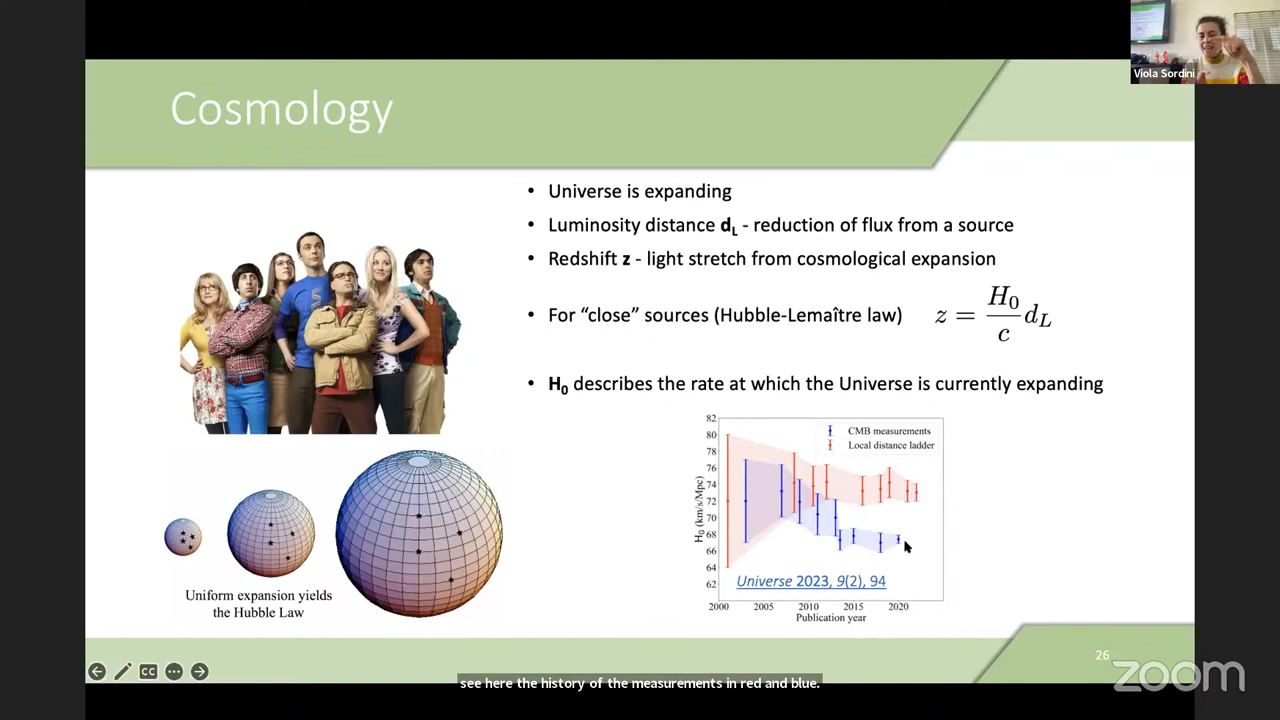 Viola Sordini
Cosmology
• Universe is expanding
• Luminosity distance dL - reduction of flux from a source
• Redshift z - light stretch from cosmological expansion
• For “close” sources (Hubble-Lemaître law) z = H0/c dL
• H0 describes the rate at which the Universe is currently expanding
82
80
78
76
74
72
70
68
66
64
62
H0 (km/s/Mpc)
CMB measurements
Local distance ladder
Universe 2023, 9(2), 94
2000 2005 2010 2015 2020
Publication year
Uniform expansion yields
the Hubble Law
26
CC
zoom
see here the history of the measurements in red and blue.